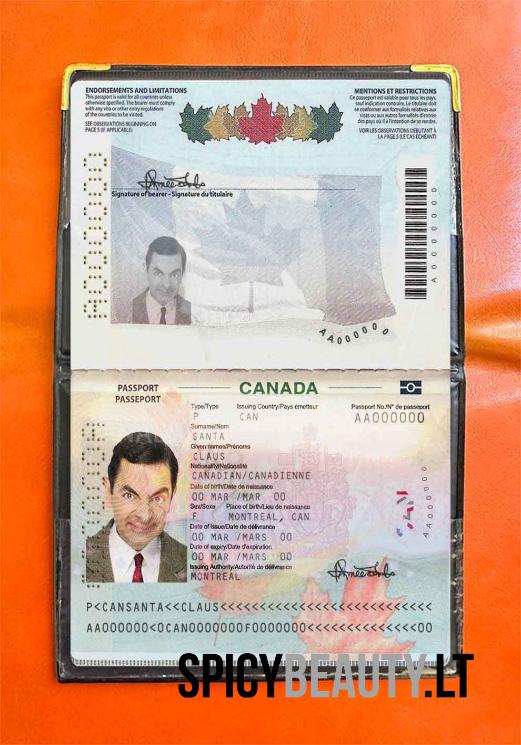 ENDORSEMENTS AND LIMITATIONS
This passport is valid for all countries unless
otherwise specified. The bearer must comply
with any visa or other entry regulations
of the countries to be visited.
SEE OBSERVATIONS BEGINNING ON
PAGE 5 (IF APPLICABLE)
MENTIONS ET RESTRICTIONS
Ce passeport est valable pour tous les pays,
sauf indication contraire. Le titulaire doit
se conformer aux formalités relatives aux
visas ou aux autres formalités d'entrée
des pays où il a l'intention de se rendre.
VOIR LES OBSERVATIONS DÉBUTANT À
LA PAGE 5 (LE CAS ÉCHÉANT)
Signature of bearer - Signature du titulaire
AA000000
PASSPORT
PASSEPORT
CANADA
Type/Type Issuing Country/Pays émetteur Passport No./N° de passeport
P CAN AA000000
Surname/Nom
SANTA
Given names/Prénoms
CLAUS
Nationality/Nationalité
CANADIAN/CANADIENNE
Date of birth/Date de naissance
00 MAR /MAR 00
Sex/Sexe Place of birth/Lieu de naissance
F MONTREAL, CAN
Date of issue/Date de délivrance
00 MAR /MARS 00
Date of expiry/Date d'expiration
00 MAR /MARS 00
Issuing Authority/Autorité de délivrance
MONTREAL
AA000000
P<CANSANTA<<CLAUS<<<<<<<<<<<<<<<<<<<<<<<<<<<
AA000000<0CAN0000000F0000000<<<<<<<<<<<<<<00
SPICYBEAUTY.LT